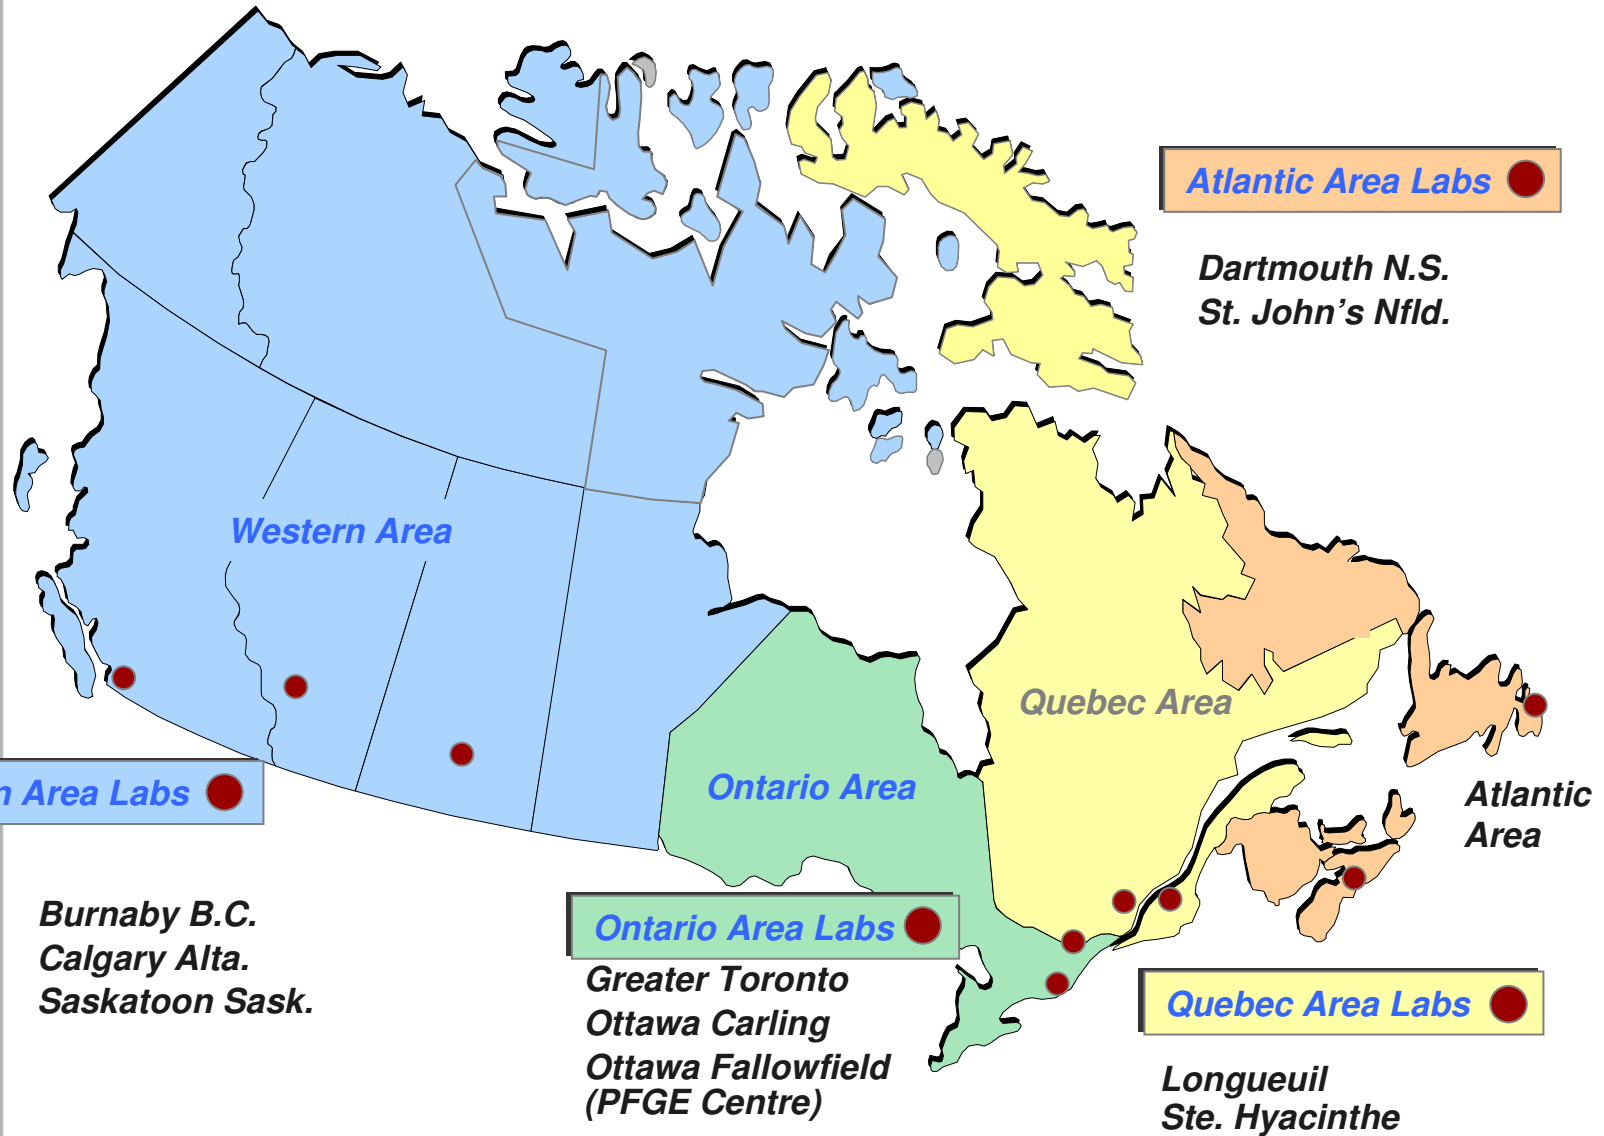 Atlantic Area Labs
Dartmouth N.S.
St. John's Nfld.
Western Area
Quebec Area
Ontario Area
n Area Labs
Atlantic
Area
Burnaby B.C.
Calgary Alta.
Saskatoon Sask.
Ontario Area Labs
Greater Toronto
Ottawa Carling
Ottawa Fallowfield
(PFGE Centre)
Quebec Area Labs
Longueuil
Ste. Hyacinthe